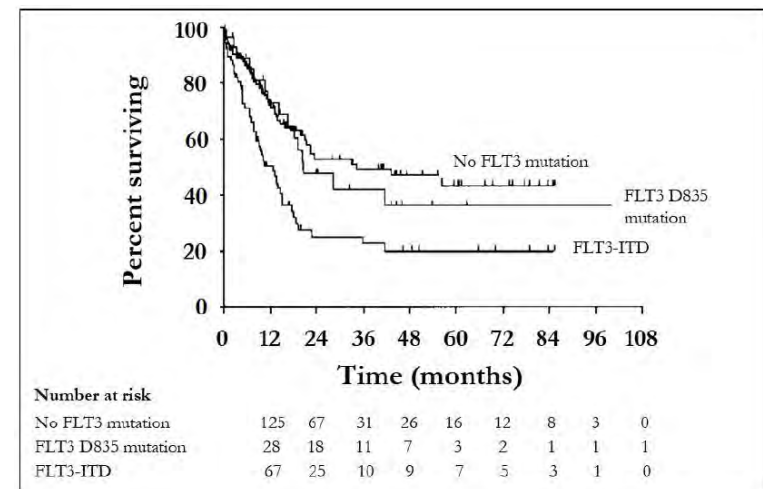 100
80
60
40
20
0
Percent surviving
No FLT3 mutation
FLT3 D835
mutation
FLT3-ITD
0 12 24 36 48 60 72 84 96 108
Time (months)
Number at risk
No FLT3 mutation 125 67 31 26 16 12 8 3 0
FLT3 D835 mutation 28 18 11 7 3 2 1 1 1
FLT3-ITD 67 25 10 9 7 5 3 1 0